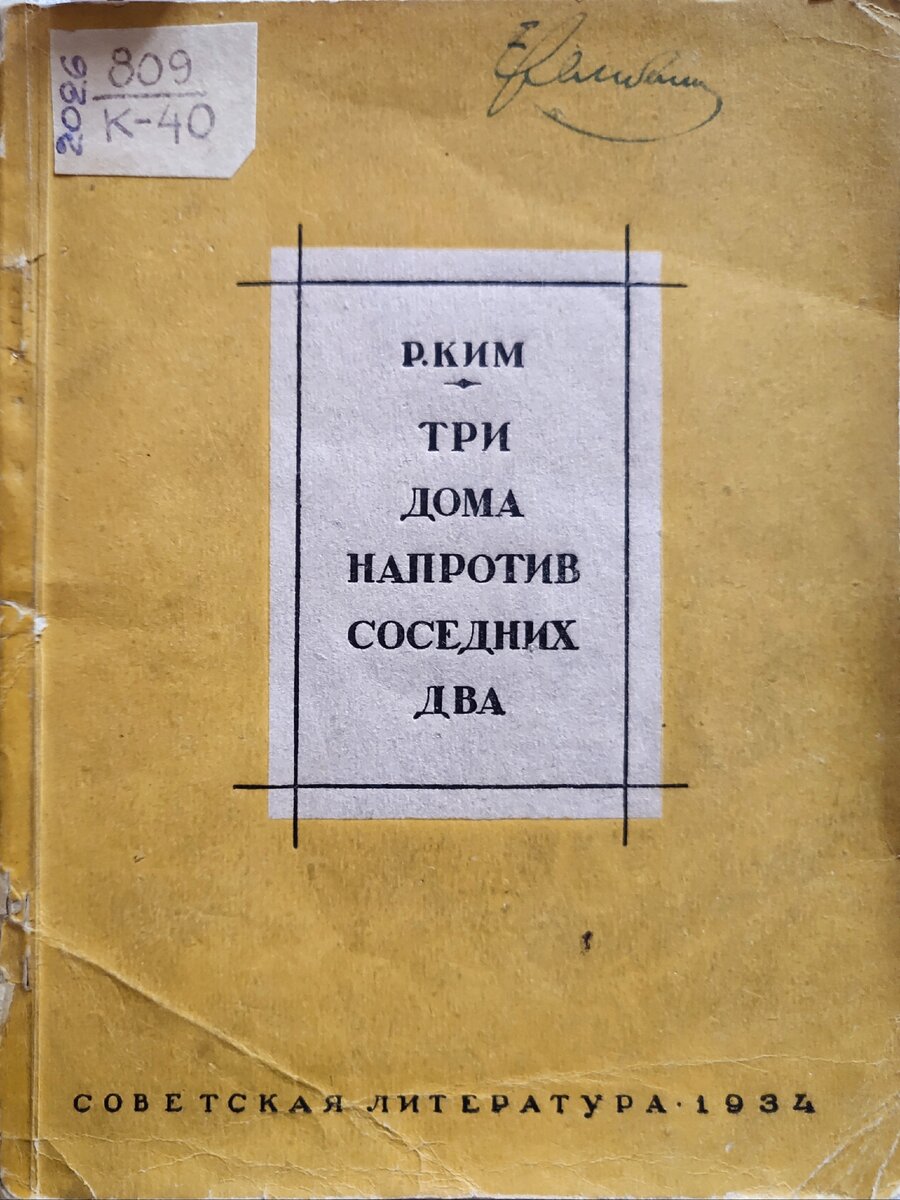 2026
809
К-40
Р. КИМ
ТРИ
ДОМА
НАПРОТИВ
СОСЕДНИХ
ДВА
СОВЕТСКАЯ ЛИТЕРАТУРА · 1934